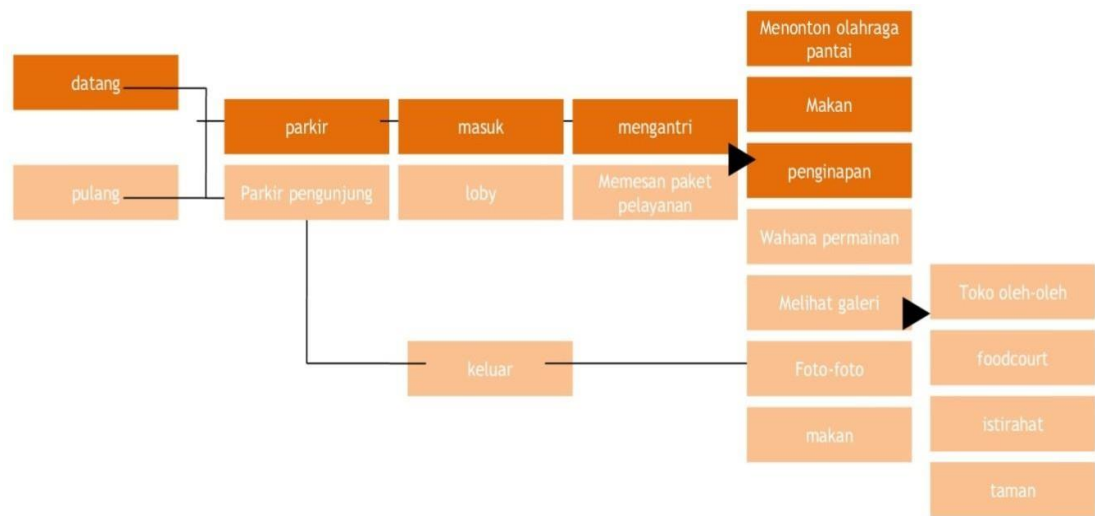 datang
pulang
parkir
Parkir pengunjung
masuk
loby
mengantri
Memesan paket
pelayanan
keluar
Menonton olahraga
pantai
Makan
penginapan
Wahana permainan
Melihat galeri
Foto-foto
makan
Toko oleh-oleh
foodcourt
istirahat
taman